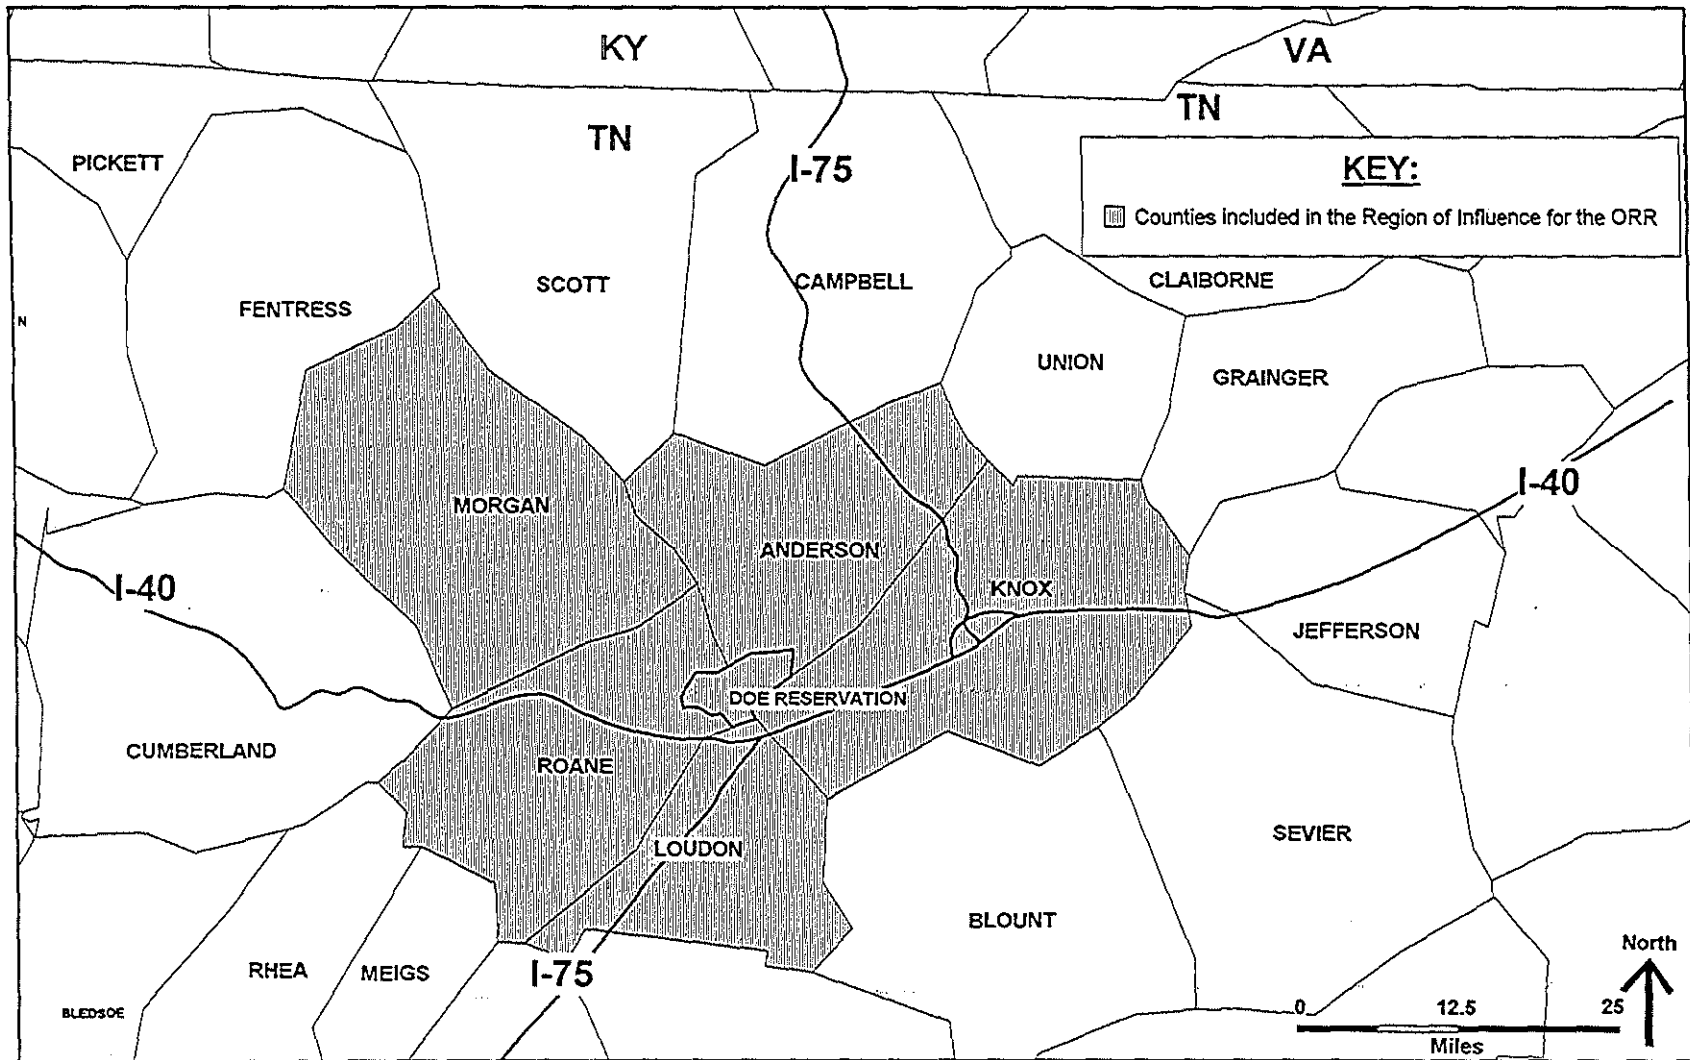 KY
VA
TN
TN
PICKETT
I-75
KEY:
Counties included in the Region of Influence for the ORR
SCOTT
CAMPBELL
CLAIBORNE
FENTRESS
N
UNION
GRAINGER
I-40
MORGAN
ANDERSON
I-40
KNOX
JEFFERSON
DOE RESERVATION
CUMBERLAND
ROANE
SEVIER
LOUDON
BLOUNT
North
I-75
RHEA
MEIGS
BLEDSOE
0 12.5 25
Miles